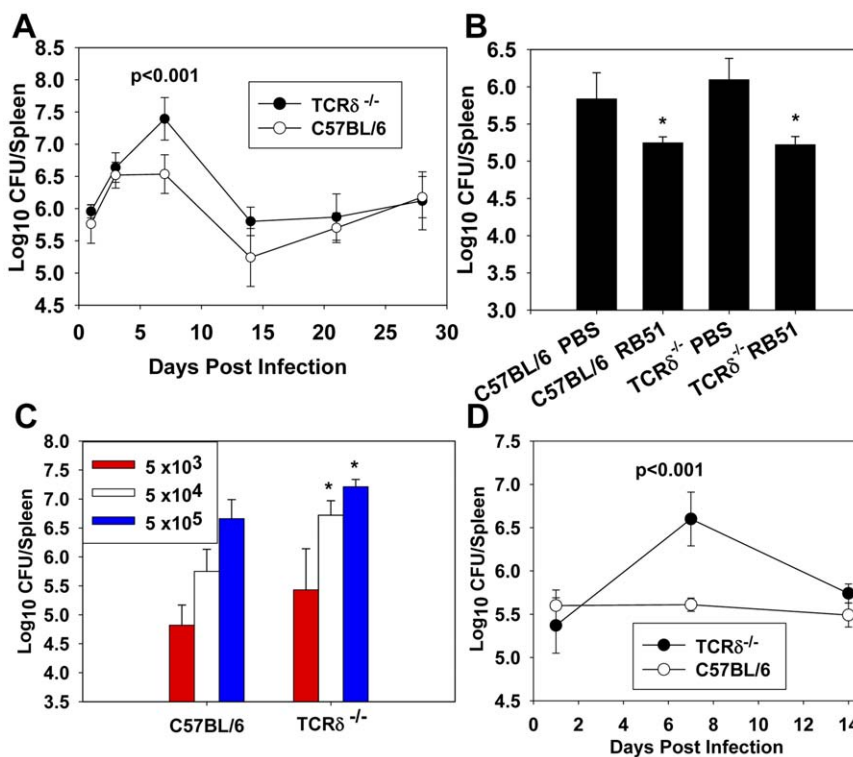 A
8.5
8.0
7.5
7.0
6.5
6.0
5.5
5.0
4.5
Log10 CFU/Spleen
p<0.001
TCRδ -/-
C57BL/6
0 5 10 15 20 25 30
Days Post Infection
B
6.5
6.0
5.5
5.0
4.5
4.0
3.5
3.0
Log10 CFU/Spleen
* *
C57BL/6 PBS
C57BL/6 RB51
TCRδ-/- PBS
TCRδ-/- RB51
C
8.0
7.5
7.0
6.5
6.0
5.5
5.0
4.5
4.0
3.5
Log10 CFU/Spleen
5 x103
5 x104
5 x105
* *
C57BL/6 TCRδ -/-
D
7.5
7.0
6.5
6.0
5.5
5.0
4.5
Log10 CFU/Spleen
p<0.001
TCRδ-/-
C57BL/6
0 2 4 6 8 10 12 14
Days Post Infection